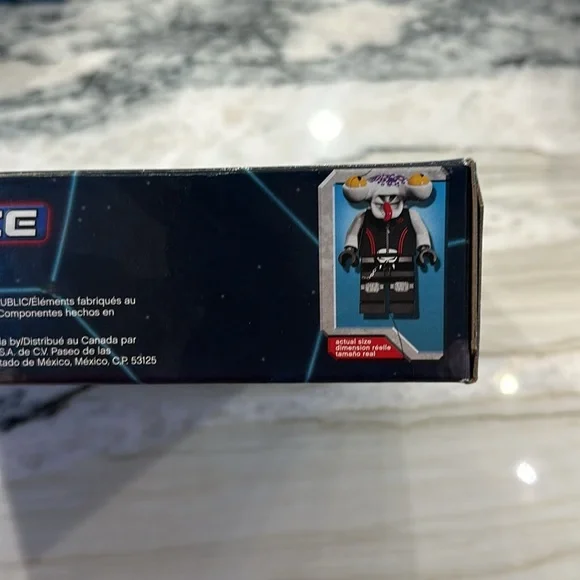 CE
UBLIC/Éléments fabriqués au
Componentes hechos en
a by/Distribué au Canada par
S.A. de C.V. Paseo de las
tado de México, México, C.P. 53125
actual size
dimension réelle
tamaño real